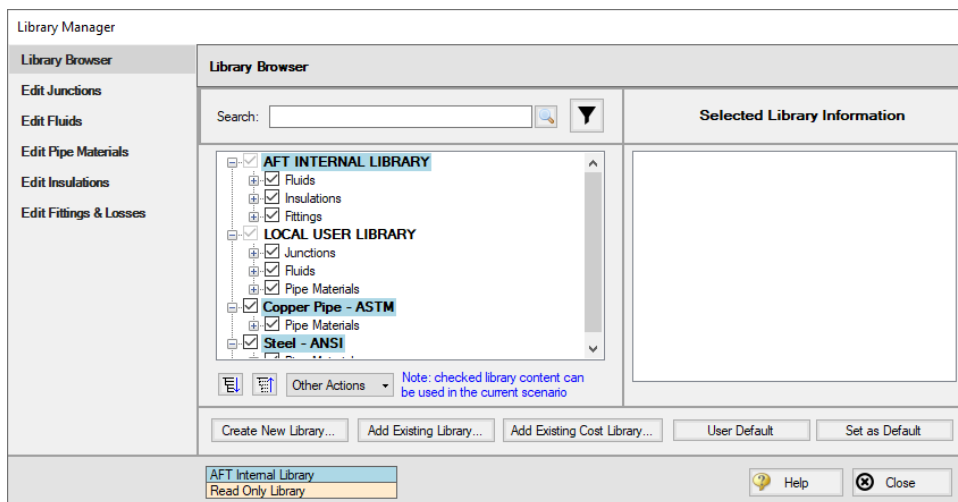 Library Manager
Library Browser
Edit Junctions
Edit Fluids
Edit Pipe Materials
Edit Insulations
Edit Fittings & Losses
Library Browser
Search:
Selected Library Information
AFT INTERNAL LIBRARY
Fluids
Insulations
Fittings
LOCAL USER LIBRARY
Junctions
Fluids
Pipe Materials
Copper Pipe - ASTM
Pipe Materials
Steel - ANSI
Pipe Materials
Other Actions
Note: checked library content can
be used in the current scenario
Create New Library...
Add Existing Library...
Add Existing Cost Library...
User Default
Set as Default
AFT Internal Library
Read Only Library
Help
Close